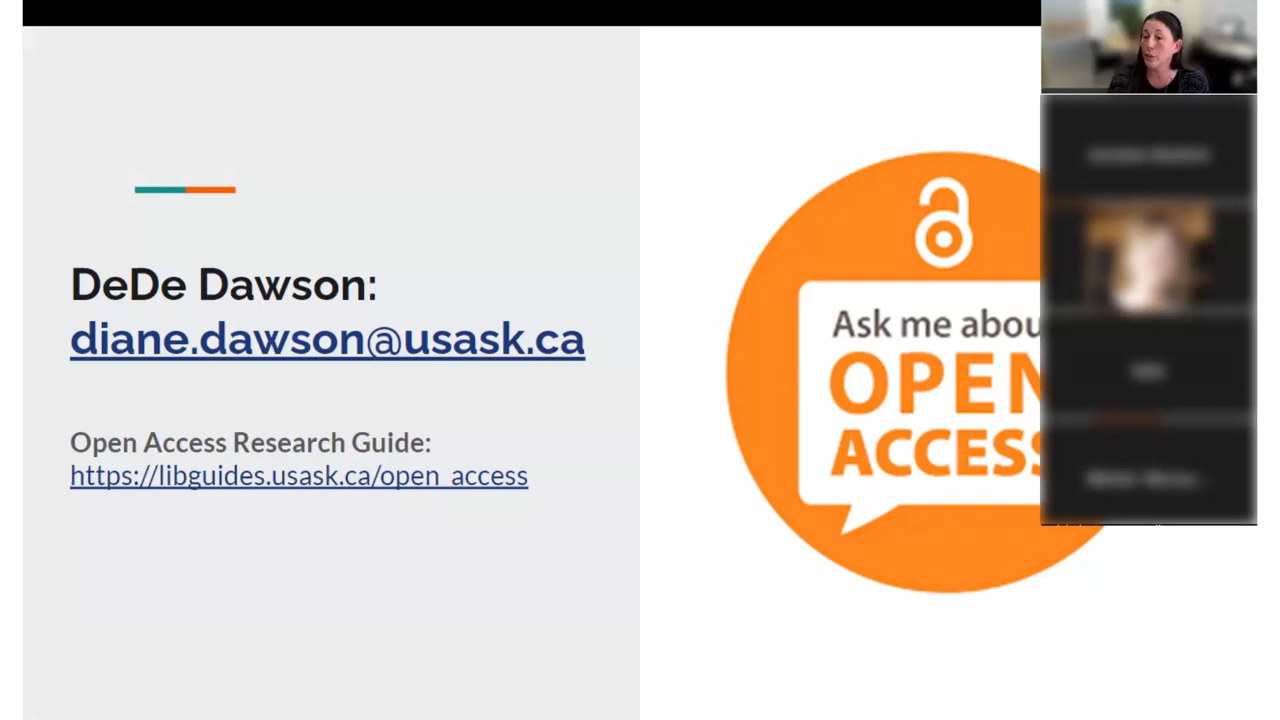 DeDe Dawson:
diane.dawson@usask.ca
Open Access Research Guide:
https://libguides.usask.ca/open_access
Ask me abou
OPEN
ACCESS